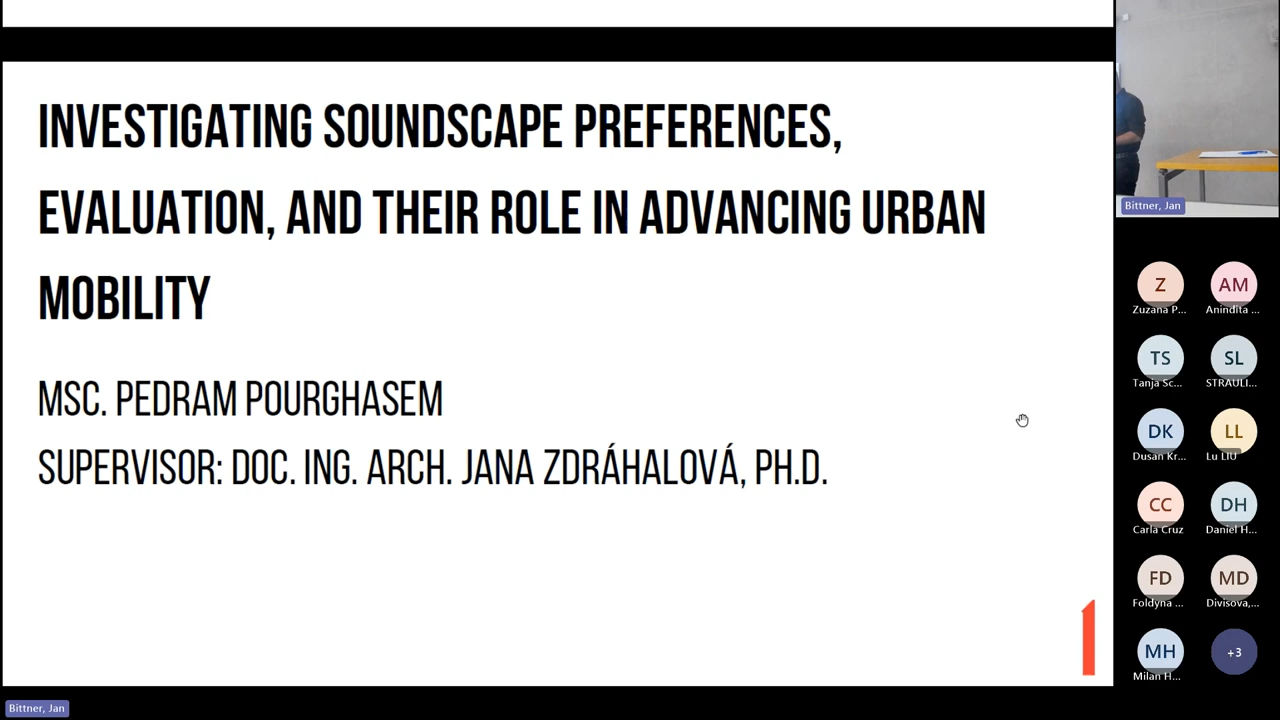 INVESTIGATING SOUNDSCAPE PREFERENCES,
EVALUATION, AND THEIR ROLE IN ADVANCING URBAN
MOBILITY
MSC. PEDRAM POURGHASEM
SUPERVISOR: DOC. ING. ARCH. JANA ZDRÁHALOVÁ, PH.D.
1
Bittner, Jan
Bittner, Jan
Z
AM
Zuzana P...
Anindita ...
TS
SL
Tanja Sc...
STRAULI...
DK
LL
Dusan Kr...
Lu LIU
CC
DH
Carla Cruz
Daniel H...
FD
MD
Foldyna ...
Divisova,...
MH
+3
Milan H...